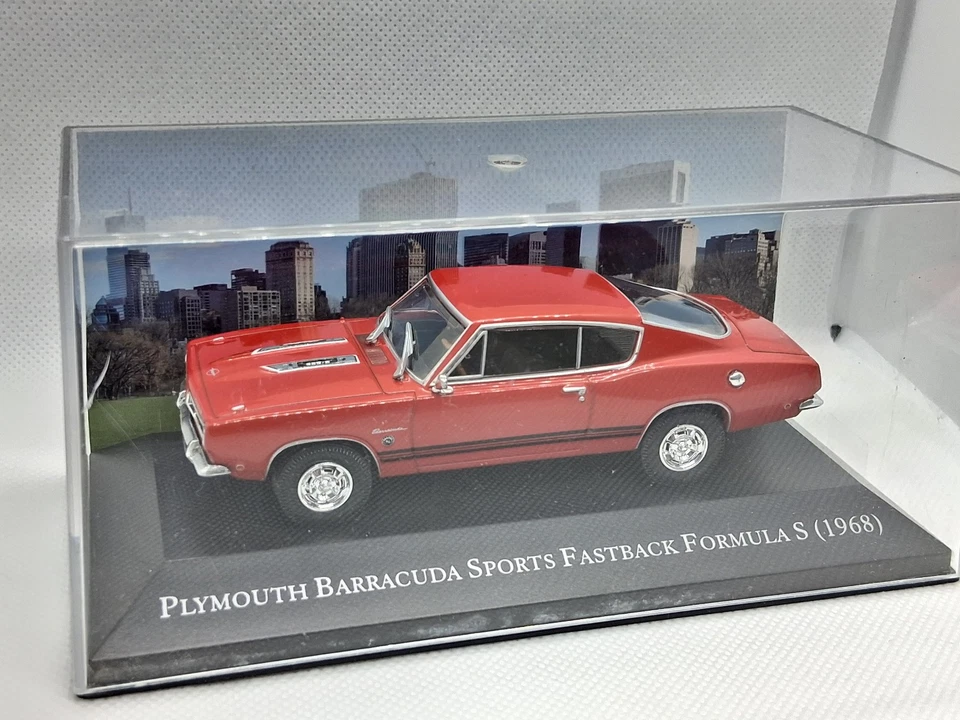 PLYMOUTH BARRACUDA SPORTS FASTBACK FORMULA S (1968)